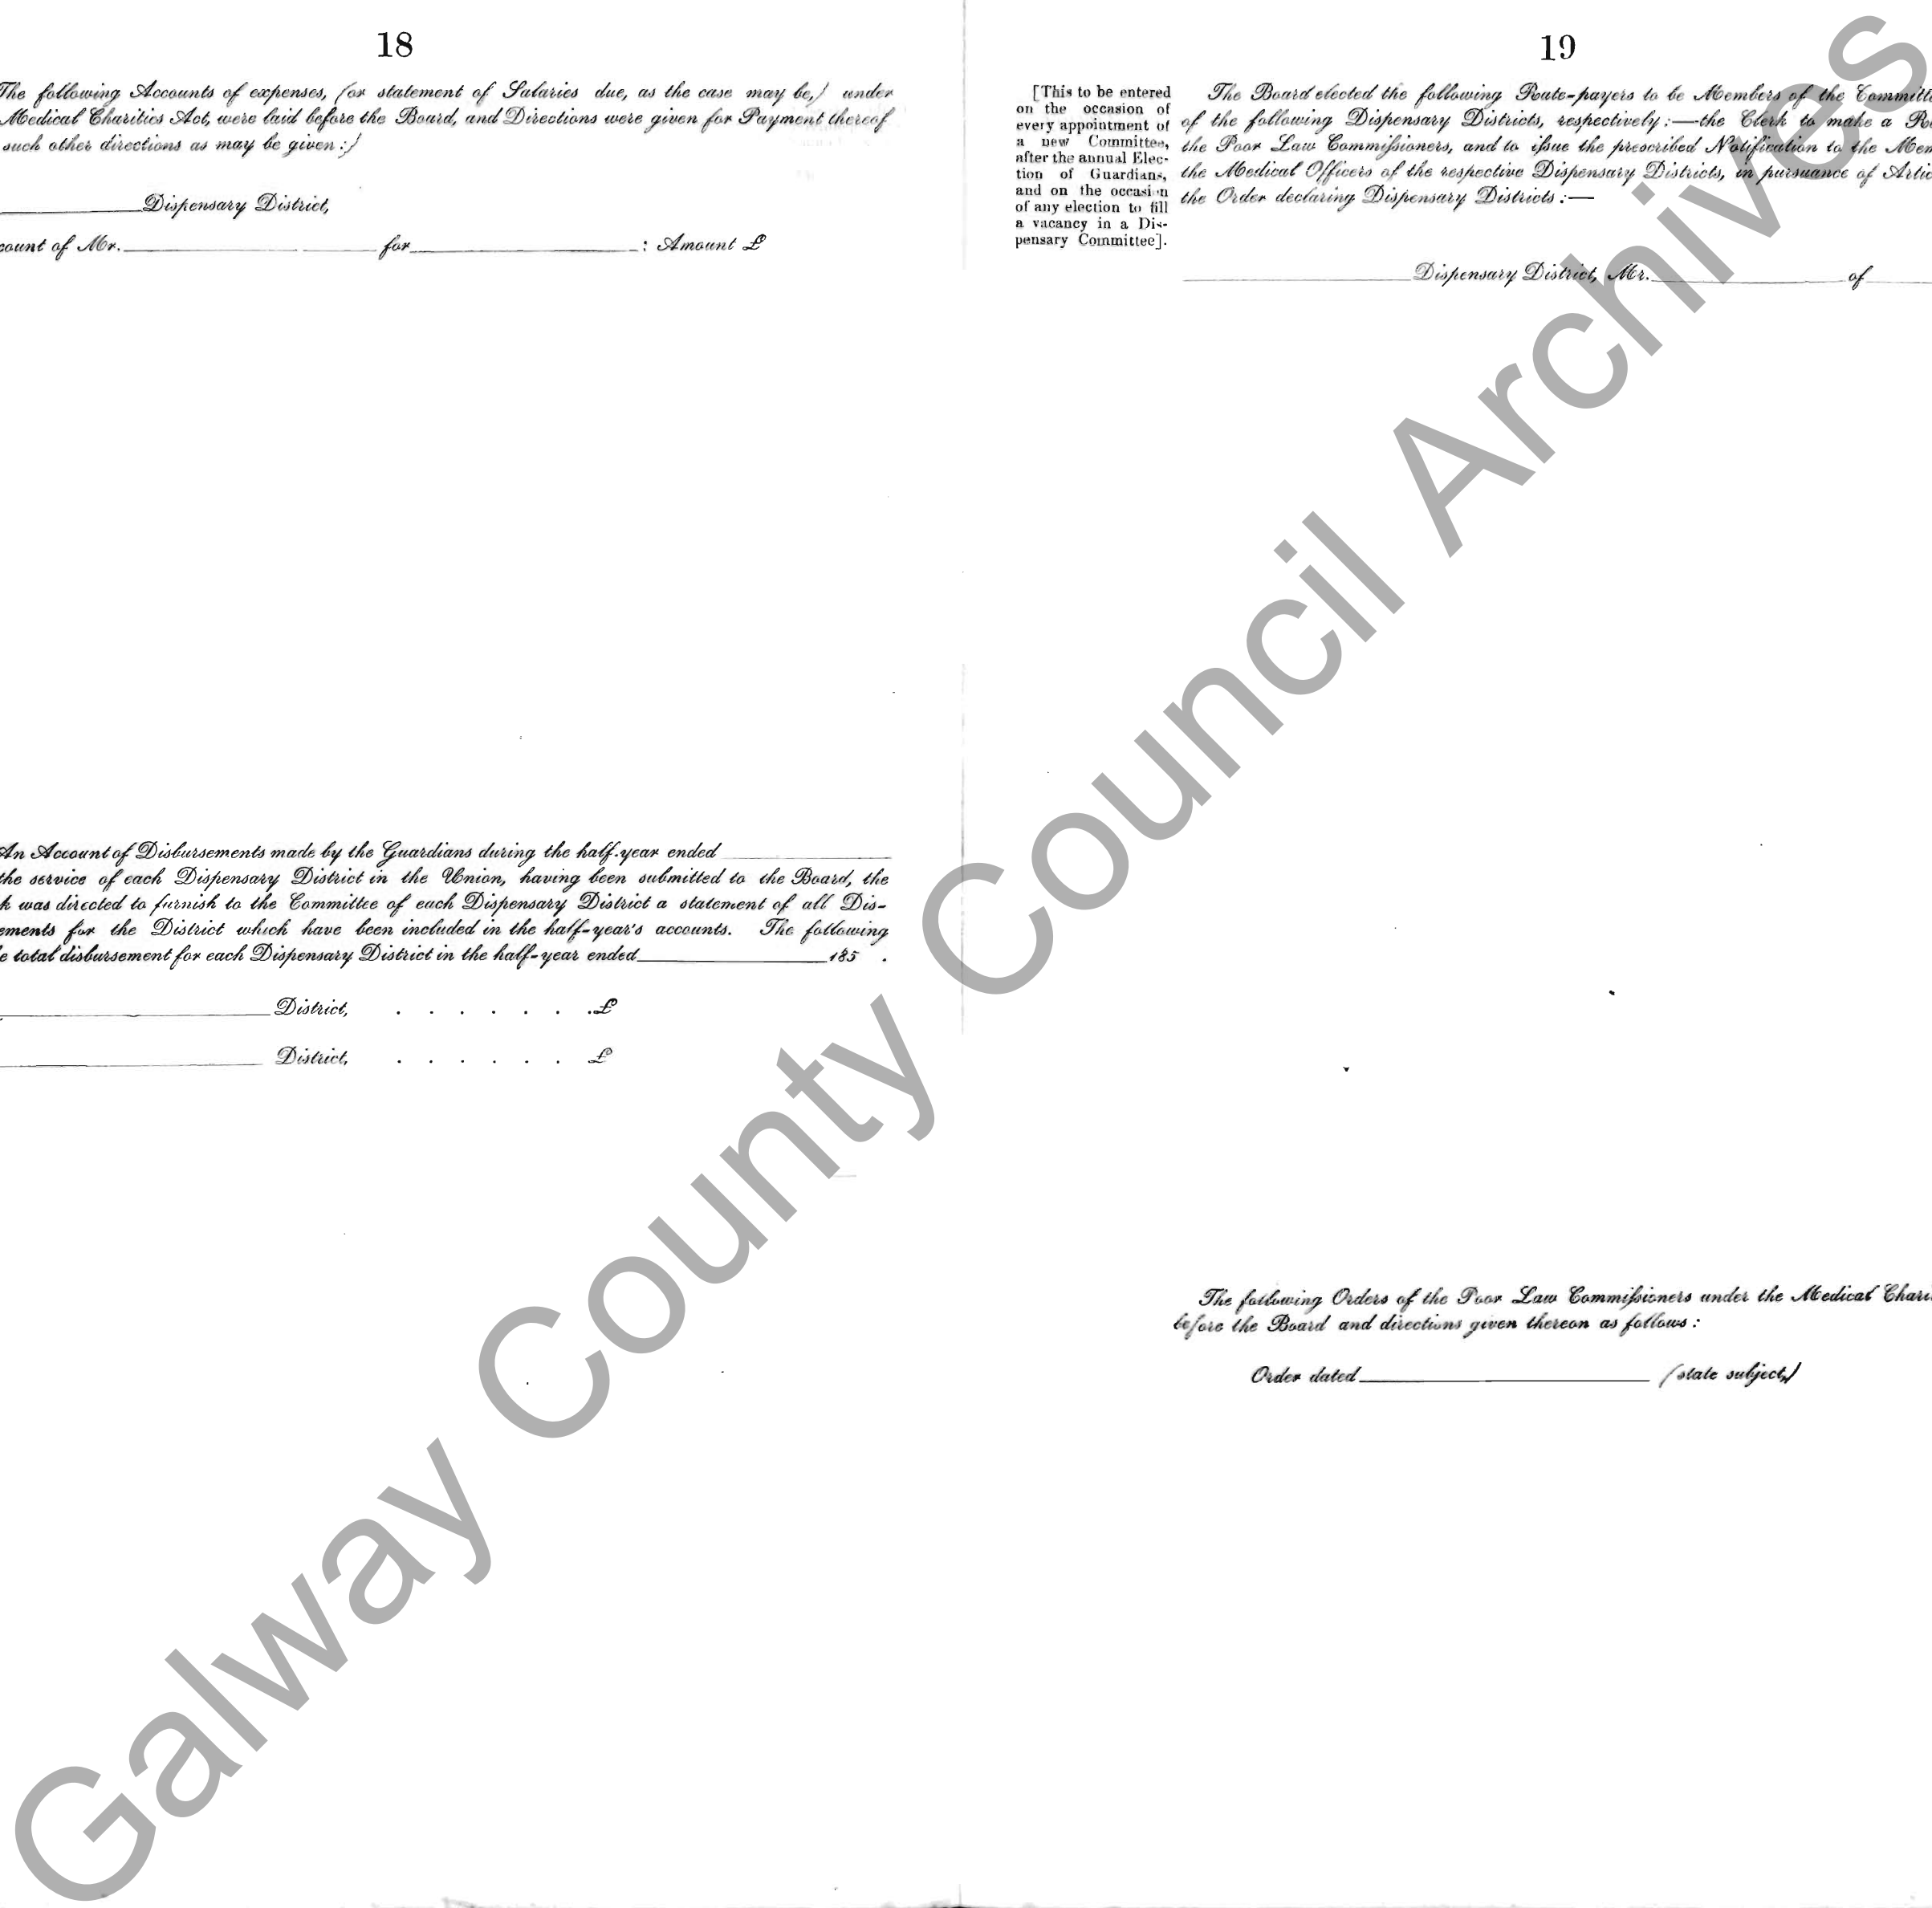 18
The following Accounts of expenses, (or statement of Salaries due, as the case may be,) under
Medical Charities Act, were laid before the Board, and Directions were given for Payment thereof
such other directions as may be given:)
Dispensary District,
count of Mr. for : Amount £
An Account of Disbursements made by the Guardians during the half-year ended
the service of each Dispensary District in the Union, having been submitted to the Board, the
k was directed to furnish to the Committee of each Dispensary District a statement of all Dis-
ements for the District which have been included in the half-year's accounts. The following
e total disbursement for each Dispensary District in the half-year ended 185 .
District, . . . . . . . £
District, . . . . . . £
19
[This to be entered
on the occasion of
every appointment of
a new Committee,
after the annual Elec-
tion of Guardians,
and on the occasion
of any election to fill
a vacancy in a Dis-
pensary Committee].
The Board elected the following Rate-payers to be Members of the Committe
of the following Dispensary Districts, respectively:—the Clerk to make a
the Poor Law Commissioners, and to issue the prescribed Notification to the Mem
the Medical Officers of the respective Dispensary Districts, in pursuance of Artic
the Order declaring Dispensary Districts:—
Dispensary District, Mr. of
The following Orders of the Poor Law Commissioners under the Medical Chari
before the Board and directions given thereon as follows:
Order dated (state subject,)
Galway County Council Archives